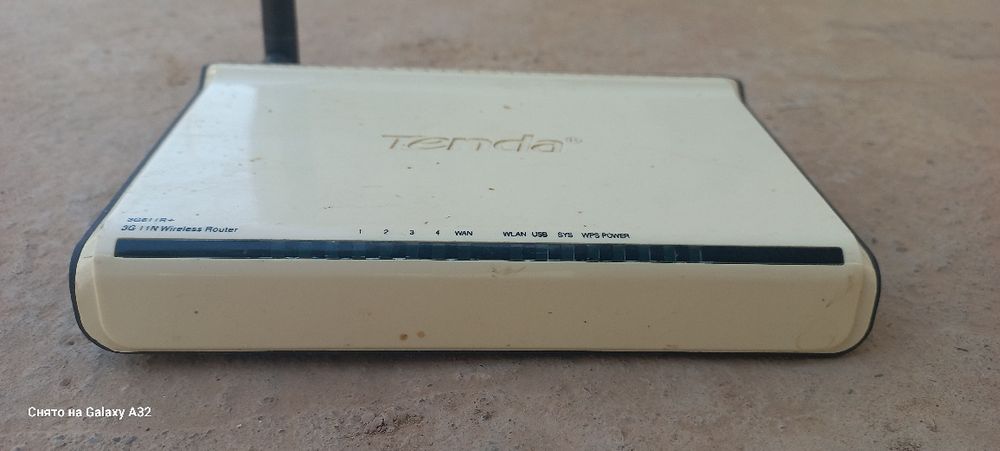 Tenda®
3G611R+
3G 11N Wireless Router
1 2 3 4 WAN WLAN USB SYS WPS POWER
Снято на Galaxy A32